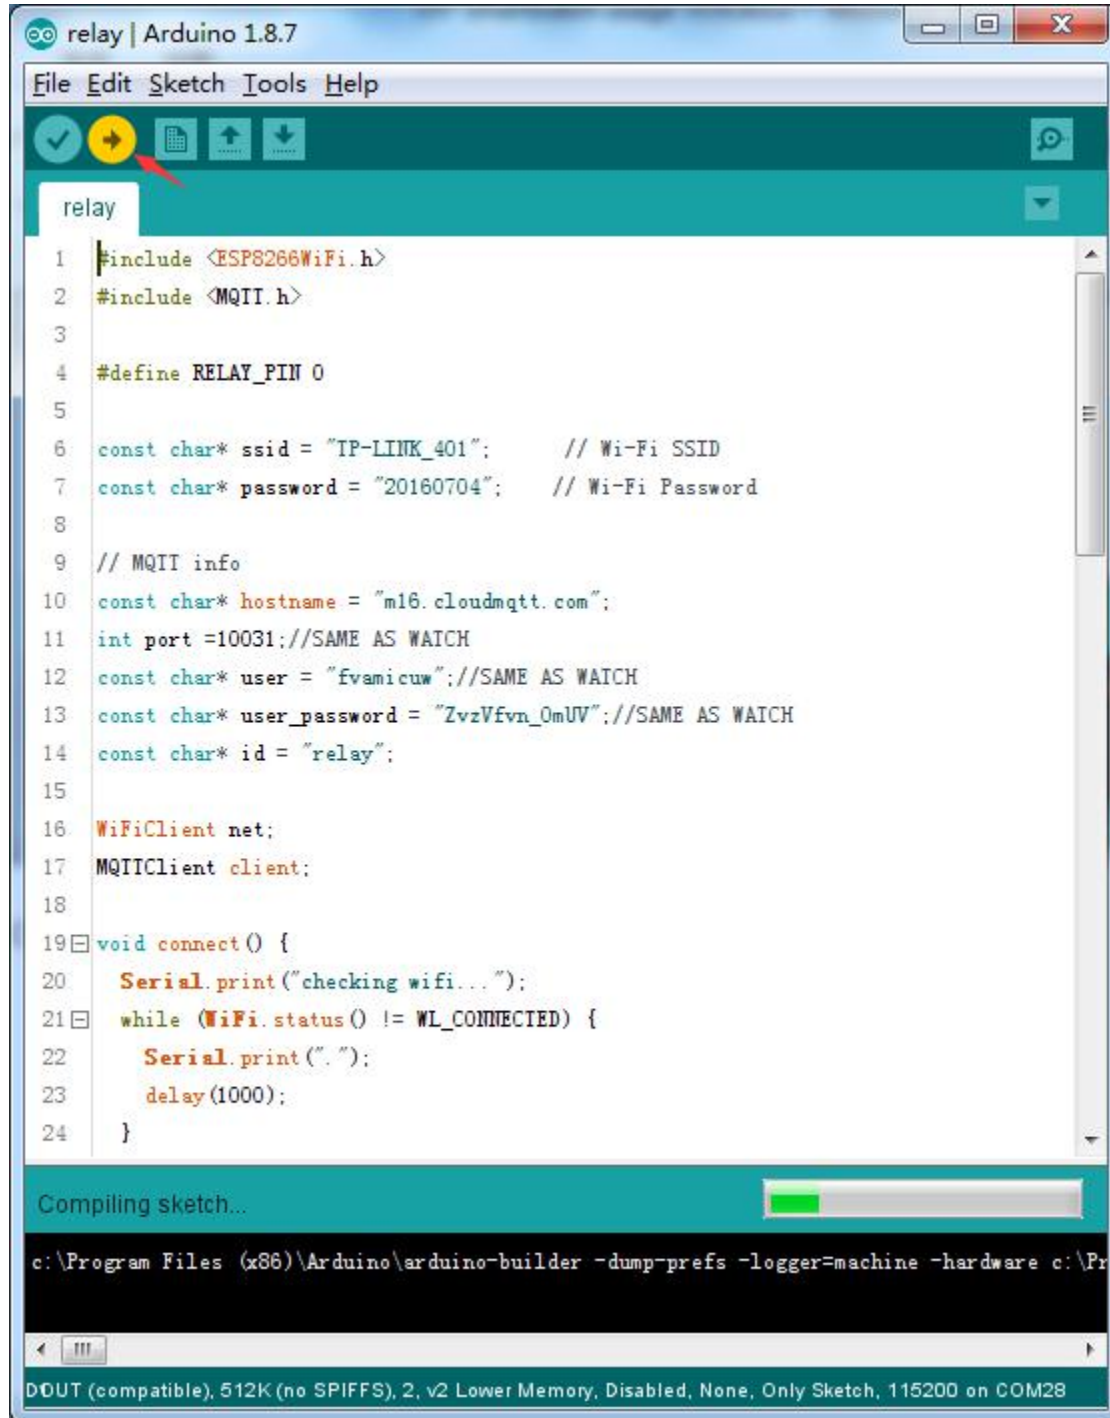 relay | Arduino 1.8.7
File Edit Sketch Tools Help
relay
1 #include <ESP8266WiFi.h>
2 #include <MQTT.h>
3
4 #define RELAY_PIN 0
5
6 const char* ssid = "TP-LINK_401"; // Wi-Fi SSID
7 const char* password = "20160704"; // Wi-Fi Password
8
9 // MQTT info
10 const char* hostname = "m16.cloudmqtt.com";
11 int port =10031;//SAME AS WATCH
12 const char* user = "fvamicuw";//SAME AS WATCH
13 const char* user_password = "ZvzVfvn_OmUV";//SAME AS WATCH
14 const char* id = "relay";
15
16 WiFiClient net;
17 MQTTClient client;
18
19 void connect() {
20 Serial.print("checking wifi...");
21 while (WiFi.status() != WL_CONNECTED) {
22 Serial.print(".");
23 delay(1000);
24 }
Compiling sketch...
c:\Program Files (x86)\Arduino\arduino-builder -dump-prefs -logger=machine -hardware c:\Pr
DOUT (compatible), 512K (no SPIFFS), 2, v2 Lower Memory, Disabled, None, Only Sketch, 115200 on COM28